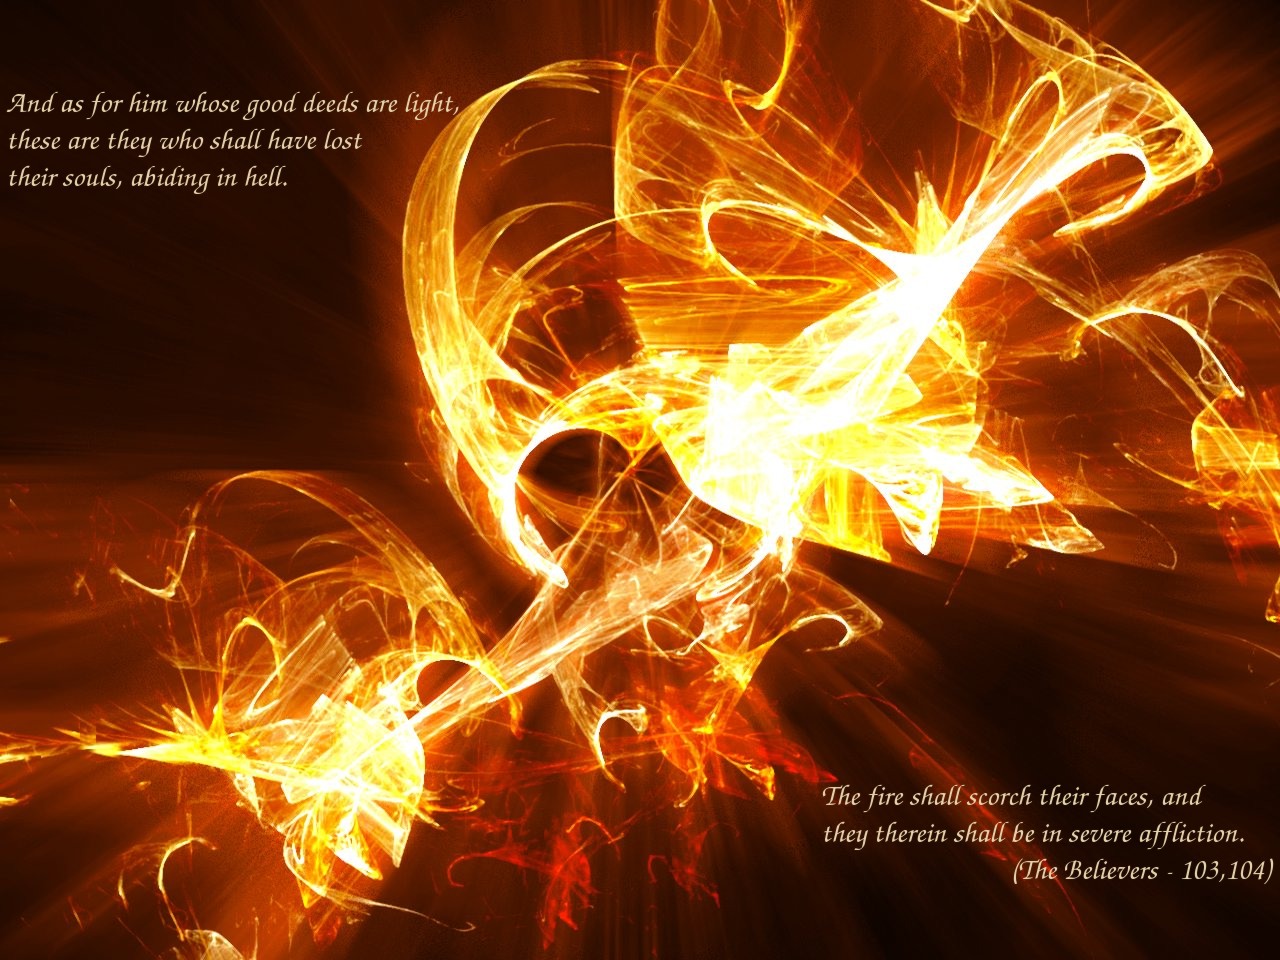 And as for him whose good deeds are light,
these are they who shall have lost
their souls, abiding in hell.
The fire shall scorch their faces, and
they therein shall be in severe affliction.
(The Believers - 103,104)